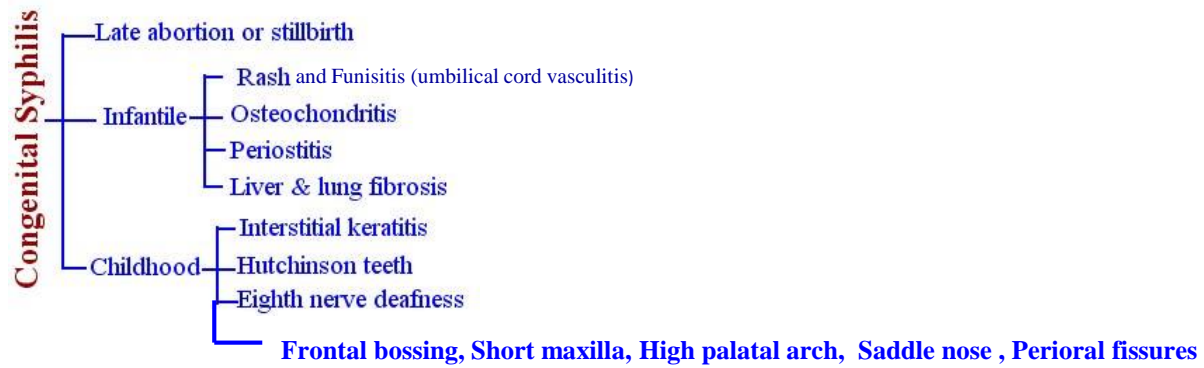 Congenital Syphilis
Late abortion or stillbirth
Infantile
Rash and Funisitis (umbilical cord vasculitis)
Osteochondritis
Periostitis
Liver & lung fibrosis
Childhood
Interstitial keratitis
Hutchinson teeth
Eighth nerve deafness
Frontal bossing, Short maxilla, High palatal arch, Saddle nose , Perioral fissures